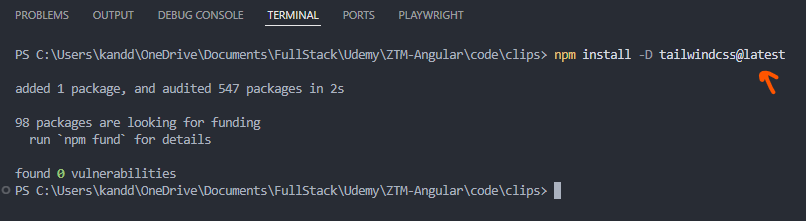 PROBLEMS OUTPUT DEBUG CONSOLE TERMINAL PORTS PLAYWRIGHT
PS C:\Users\kandd\OneDrive\Documents\FullStack\Udemy\ZTM-Angular\code\clips> npm install -D tailwindcss@latest
added 1 package, and audited 547 packages in 2s
98 packages are looking for funding
  run `npm fund` for details
found 0 vulnerabilities
PS C:\Users\kandd\OneDrive\Documents\FullStack\Udemy\ZTM-Angular\code\clips>